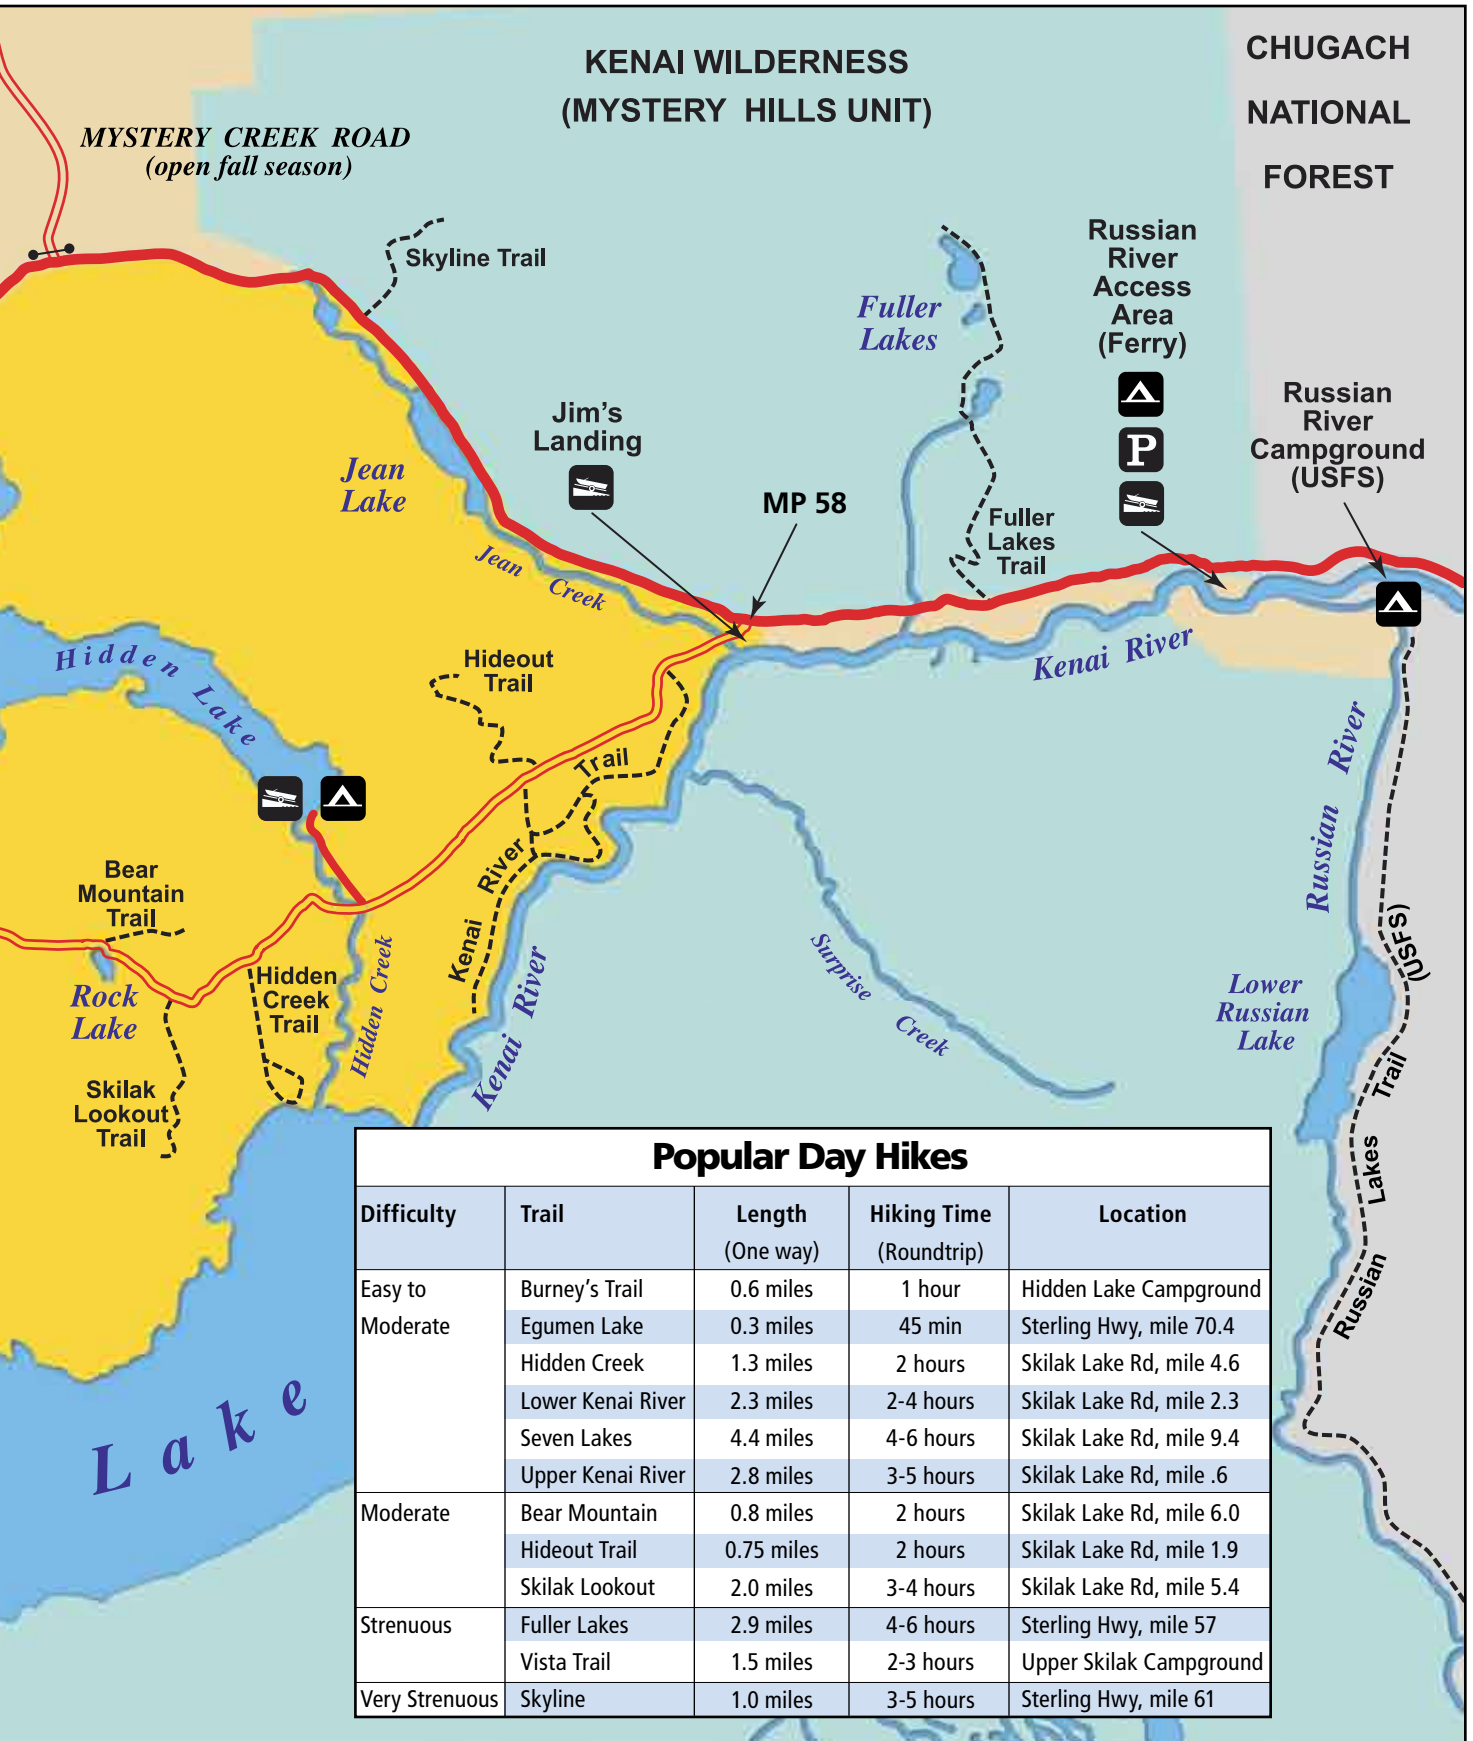 KENAI WILDERNESS
(MYSTERY HILLS UNIT)
CHUGACH
NATIONAL
FOREST
MYSTERY CREEK ROAD
(open fall season)
Skyline Trail
Fuller
Lakes
Russian
River
Access
Area
(Ferry)
P
Russian
River
Campground
(USFS)
Jim's
Landing
Jean
Lake
MP 58
Fuller
Lakes
Trail
Jean Creek
Kenai River
Hidden Lake
Hideout
Trail
Kenai River Trail
Russian River
Bear
Mountain
Trail
Rock
Lake
Hidden
Creek
Trail
Hidden Creek
Kenai River
Surprise Creek
Lower
Russian
Lake
Russian Lakes Trail (USFS)
Skilak
Lookout
Trail
Lake
Popular Day Hikes
Difficulty Trail Length Hiking Time Location
(One way) (Roundtrip)
Easy to Burney's Trail 0.6 miles 1 hour Hidden Lake Campground
Moderate Egumen Lake 0.3 miles 45 min Sterling Hwy, mile 70.4
Hidden Creek 1.3 miles 2 hours Skilak Lake Rd, mile 4.6
Lower Kenai River 2.3 miles 2-4 hours Skilak Lake Rd, mile 2.3
Seven Lakes 4.4 miles 4-6 hours Skilak Lake Rd, mile 9.4
Upper Kenai River 2.8 miles 3-5 hours Skilak Lake Rd, mile .6
Moderate Bear Mountain 0.8 miles 2 hours Skilak Lake Rd, mile 6.0
Hideout Trail 0.75 miles 2 hours Skilak Lake Rd, mile 1.9
Skilak Lookout 2.0 miles 3-4 hours Skilak Lake Rd, mile 5.4
Strenuous Fuller Lakes 2.9 miles 4-6 hours Sterling Hwy, mile 57
Vista Trail 1.5 miles 2-3 hours Upper Skilak Campground
Very Strenuous Skyline 1.0 miles 3-5 hours Sterling Hwy, mile 61